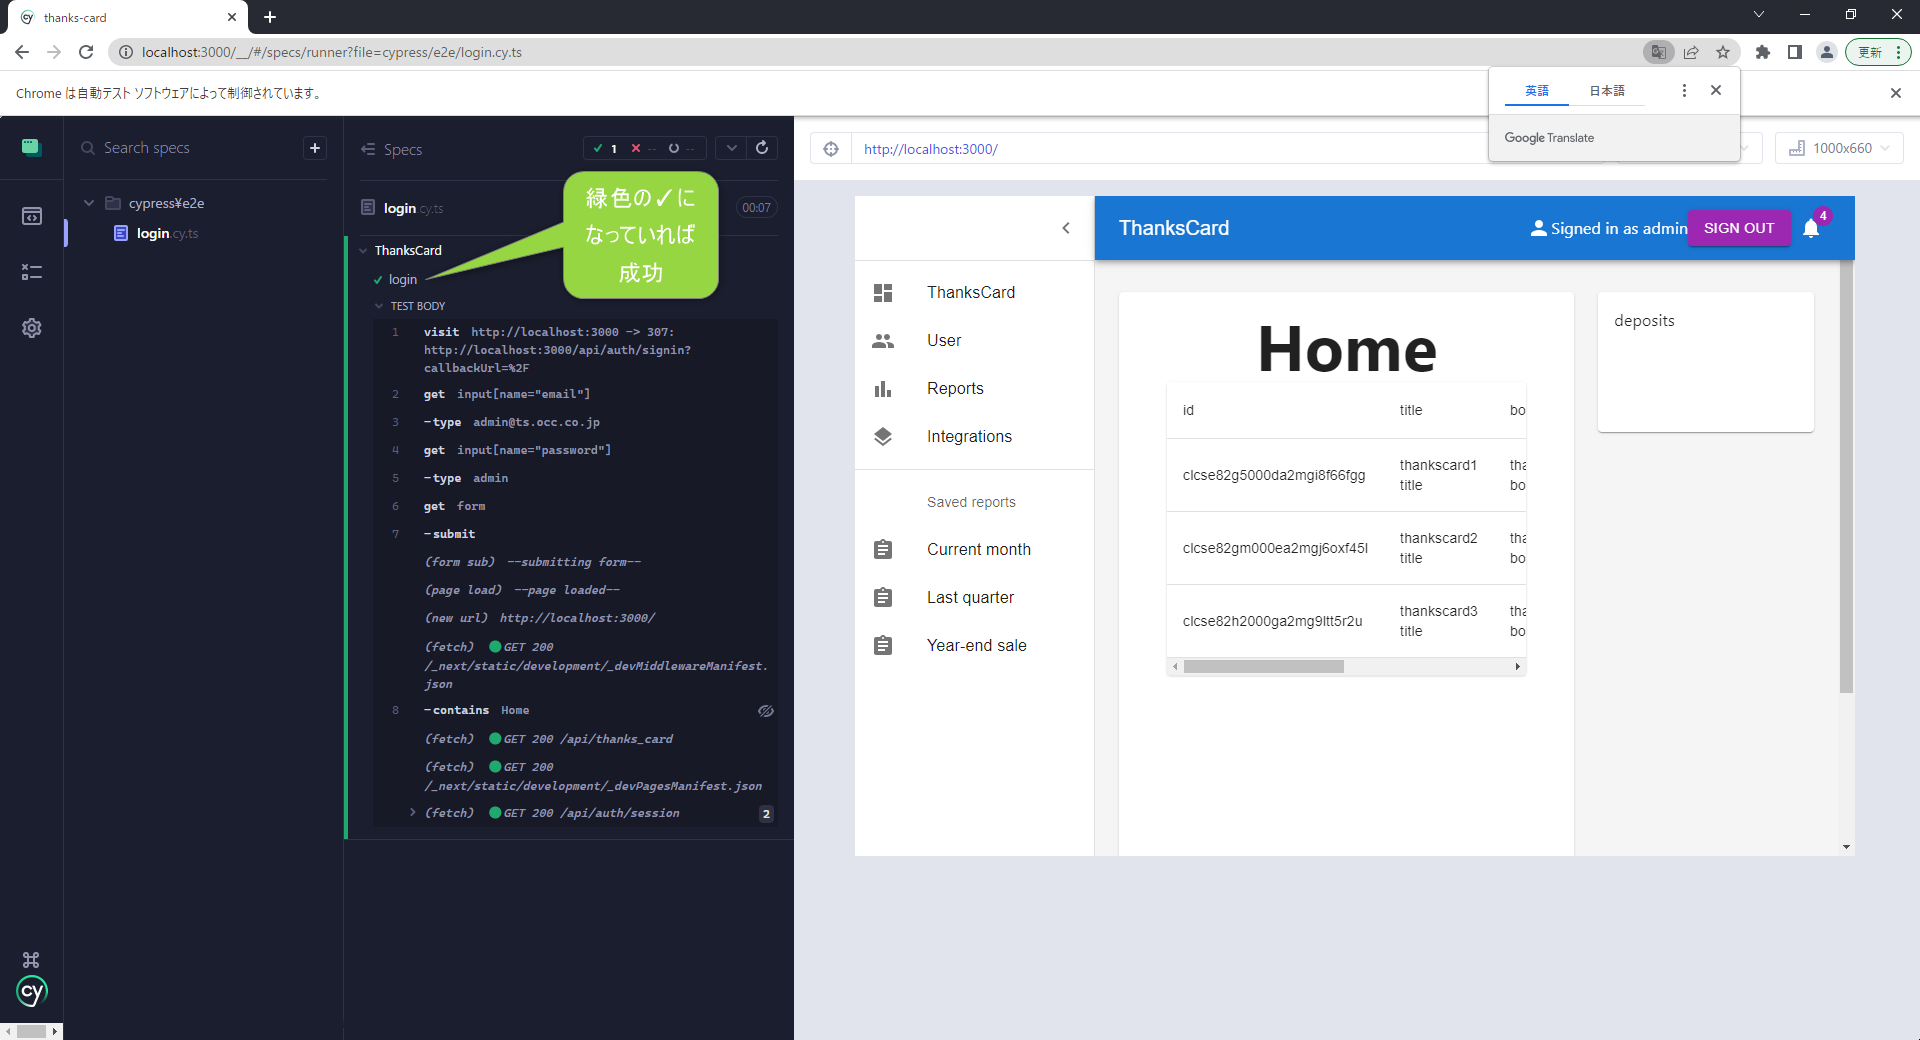 thanks-card
localhost:3000/__/#/specs/runner?file=cypress/e2e/login.cy.ts
更新
Chrome は自動テスト ソフトウェアによって制御されています。
英語 日本語
Google Translate
Search specs
cypress¥e2e
login.cy.ts
Specs
✓ 1 ✕ -- --
login.cy.ts 00:07
緑色の✓に
なっていれば
成功
ThanksCard
✓ login
TEST BODY
1 visit http://localhost:3000 -> 307:
http://localhost:3000/api/auth/signin?
callbackUrl=%2F
2 get input[name="email"]
3 -type admin@ts.occ.co.jp
4 get input[name="password"]
5 -type admin
6 get form
7 -submit
(form sub) --submitting form--
(page load) --page loaded--
(new url) http://localhost:3000/
(fetch) GET 200
/_next/static/development/_devMiddlewareManifest.
json
8 -contains Home
(fetch) GET 200 /api/thanks_card
(fetch) GET 200
/_next/static/development/_devPagesManifest.json
(fetch) GET 200 /api/auth/session 2
cy
http://localhost:3000/
1000x660
ThanksCard
Signed in as admin
SIGN OUT
4
ThanksCard
User
Reports
Integrations
Saved reports
Current month
Last quarter
Year-end sale
Home
id title bo
clcse82g5000da2mgi8f66fgg thankscard1 tha
title bo
clcse82gm000ea2mgj6oxf45l thankscard2 tha
title bo
clcse82h2000ga2mg9ltt5r2u thankscard3 tha
title bo
deposits